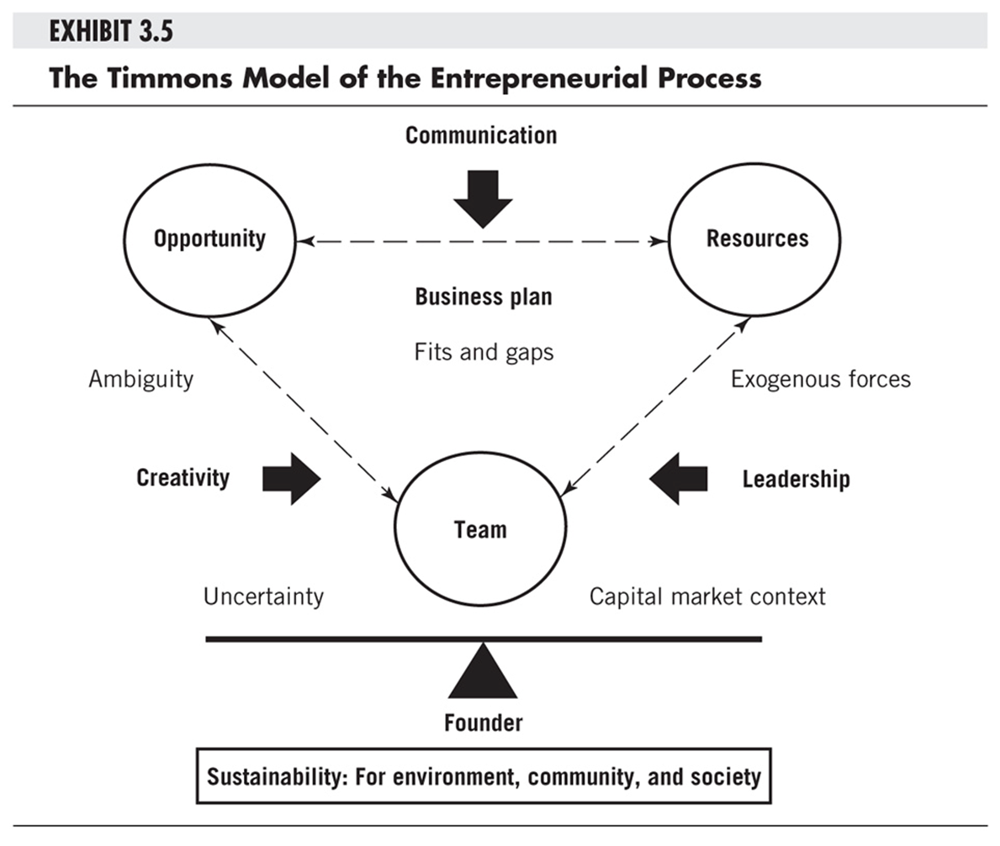 EXHIBIT 3.5
The Timmons Model of the Entrepreneurial Process
Communication
Opportunity
Resources
Business plan
Fits and gaps
Ambiguity
Exogenous forces
Creativity
Leadership
Team
Uncertainty
Capital market context
Founder
Sustainability: For environment, community, and society